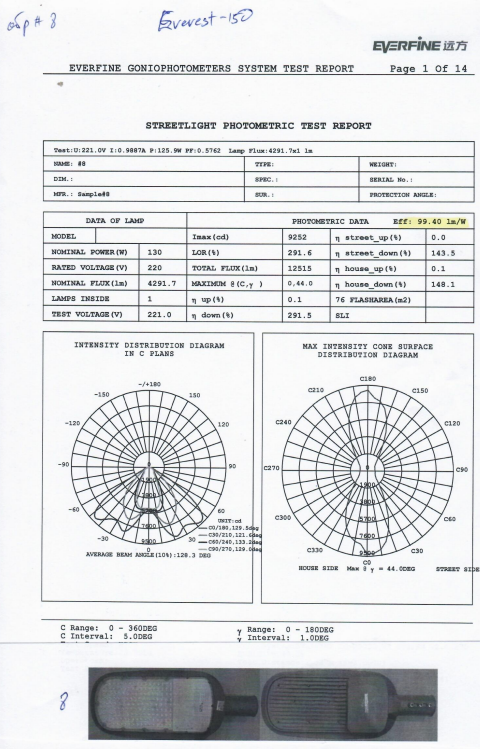 обр # 8
Everest-150
EVERFINE 远方
EVERFINE GONIOPHOTOMETERS SYSTEM TEST REPORT Page 1 Of 14
STREETLIGHT PHOTOMETRIC TEST REPORT
Test:U:221.0V I:0.9887A P:125.9W PF:0.5762 Lamp Flux:4291.7x1 lm
NAME: #8 TYPE: WEIGHT:
DIM.: SPEC.: SERIAL No.:
MFR.: Sample#8 SUR.: PROTECTION ANGLE:
DATA OF LAMP PHOTOMETRIC DATA Eff: 99.40 lm/W
MODEL Imax(cd) 9252 η street_up(%) 0.0
NOMINAL POWER(W) 130 LOR(%) 291.6 η street_down(%) 143.5
RATED VOLTAGE(V) 220 TOTAL FLUX(lm) 12515 η house_up(%) 0.1
NOMINAL FLUX(lm) 4291.7 MAXIMUM @(C,γ ) 0,44.0 η house_down(%) 148.1
LAMPS INSIDE 1 η up(%) 0.1 76 FLASHAREA(m2)
TEST VOLTAGE(V) 221.0 η down(%) 291.5 SLI
INTENSITY DISTRIBUTION DIAGRAM
IN C PLANS
-/+180
-150 150
-120 120
-90 0 90
1900
-60 60
7600
-30 30
9500
0
UNIT:cd
C0/180,129.5deg
C30/210,121.6deg
C60/240,133.2deg
C90/270,129.0deg
AVERAGE BEAM ANGLE(10%):128.3 DEG
MAX INTENSITY CONE SURFACE
DISTRIBUTION DIAGRAM
C180
C210 C150
C240 C120
C270 0 C90
1900
3800
C300 5700 C60
7600
C330 C30
9500
C0
HOUSE SIDE Max @ γ = 44.0DEG STREET SIDE
C Range: 0 - 360DEG γ Range: 0 - 180DEG
C Interval: 5.0DEG γ Interval: 1.0DEG
8